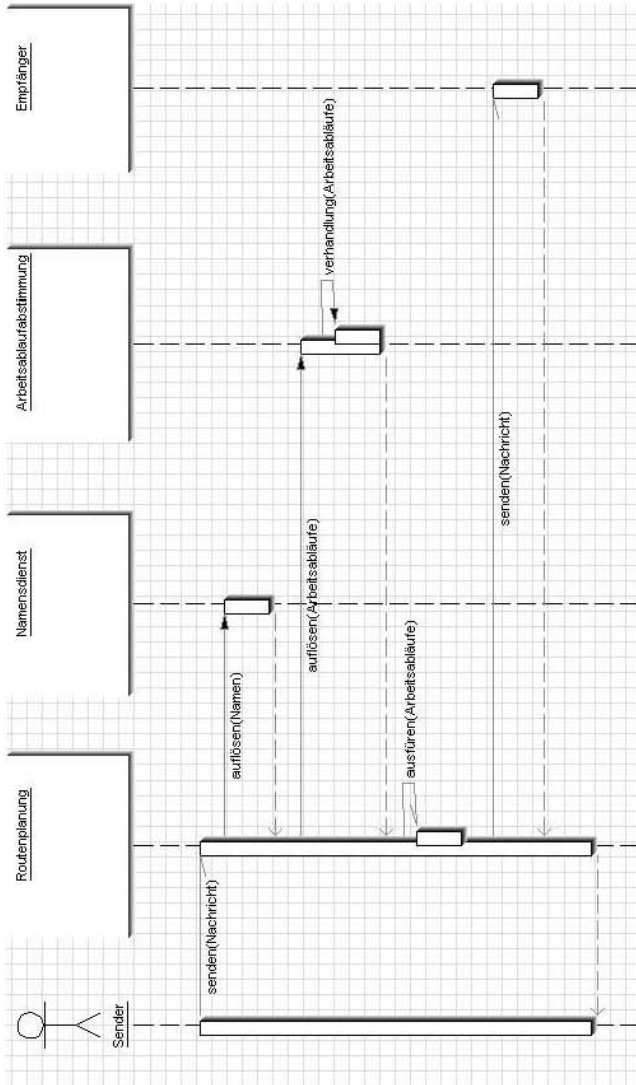 Sender
Routenplanung
Namensdienst
Arbeitsablaufabstimmung
Empfänger
senden(Nachricht)
auflösen(Namen)
auflösen(Arbeitsabläufe)
verhandlung(Arbeitsabläufe)
ausfüren(Arbeitsabläufe)
senden(Nachricht)